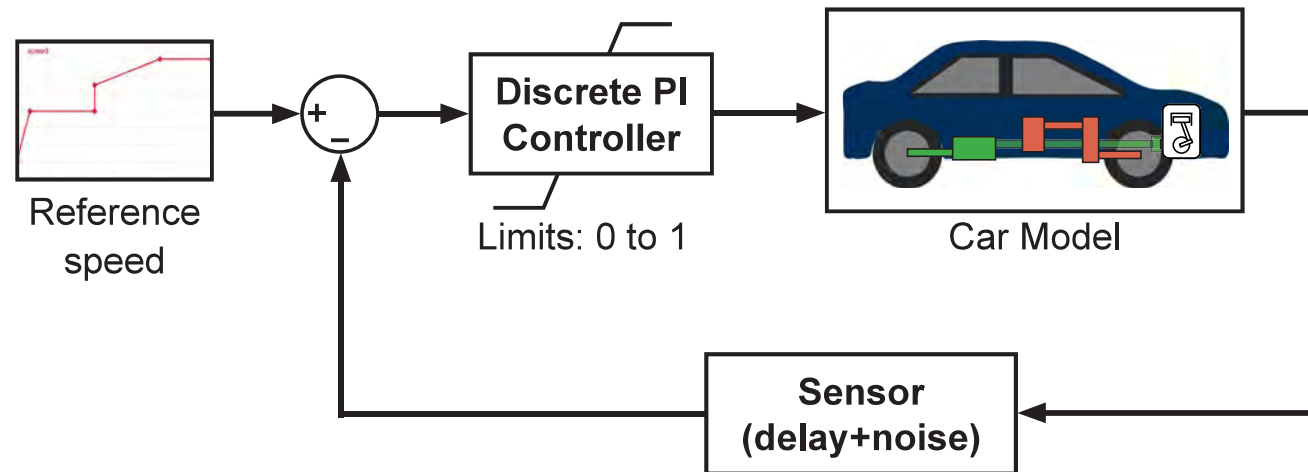 speed
Reference
speed
+
−
Discrete PI
Controller
Limits: 0 to 1
Car Model
Sensor
(delay+noise)